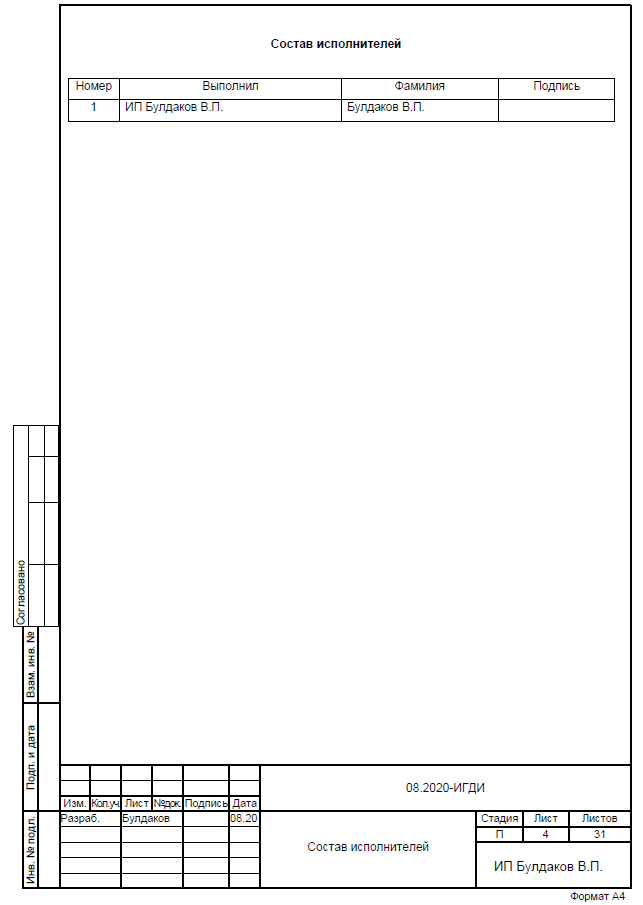 Состав исполнителей
Номер Выполнил Фамилия Подпись
1 ИП Булдаков В.П. Булдаков В.П.
Согласовано
Взам. инв. №
Подп. и дата
Инв. № подл.
08.2020-ИГДИ
Изм. Кол.уч. Лист №док. Подпись Дата
Разраб. Булдаков 08.20
Состав исполнителей
Стадия Лист Листов
П 4 31
ИП Булдаков В.П.
Формат А4